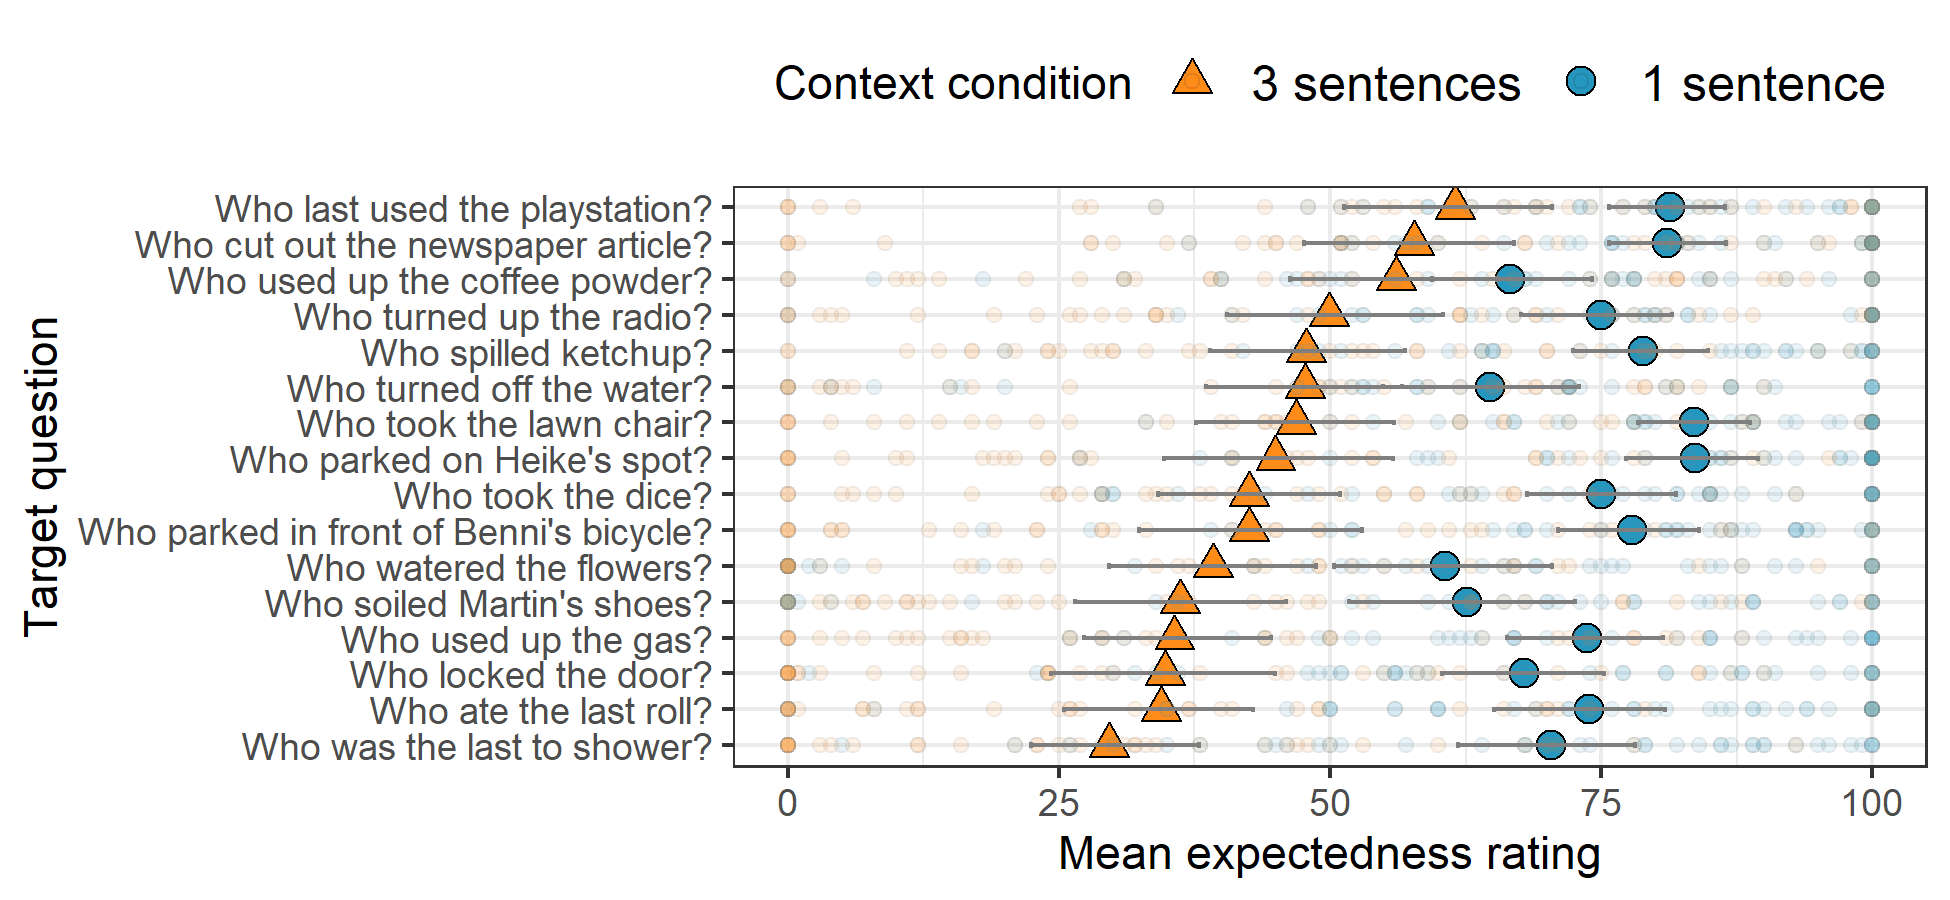 Context condition 3 sentences 1 sentence
Who last used the playstation?
Who cut out the newspaper article?
Who used up the coffee powder?
Who turned up the radio?
Who spilled ketchup?
Who turned off the water?
Who took the lawn chair?
Who parked on Heike's spot?
Who took the dice?
Who parked in front of Benni's bicycle?
Who watered the flowers?
Who soiled Martin's shoes?
Who used up the gas?
Who locked the door?
Who ate the last roll?
Who was the last to shower?
Target question
0 25 50 75 100
Mean expectedness rating